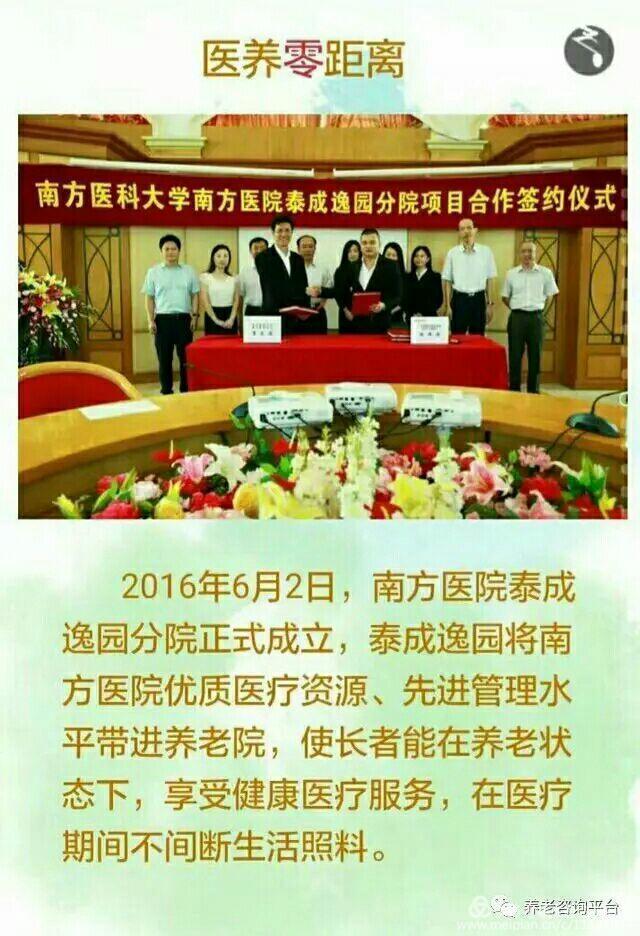 医养零距离
南方医科大学南方医院泰成逸园分院项目合作签约仪式
2016年6月2日，南方医院泰成
逸园分院正式成立，泰成逸园将南
方医院优质医疗资源、先进管理水
平带进养老院，使长者能在养老状
态下，享受健康医疗服务，在医疗
期间不间断生活照料。
养老咨询平台